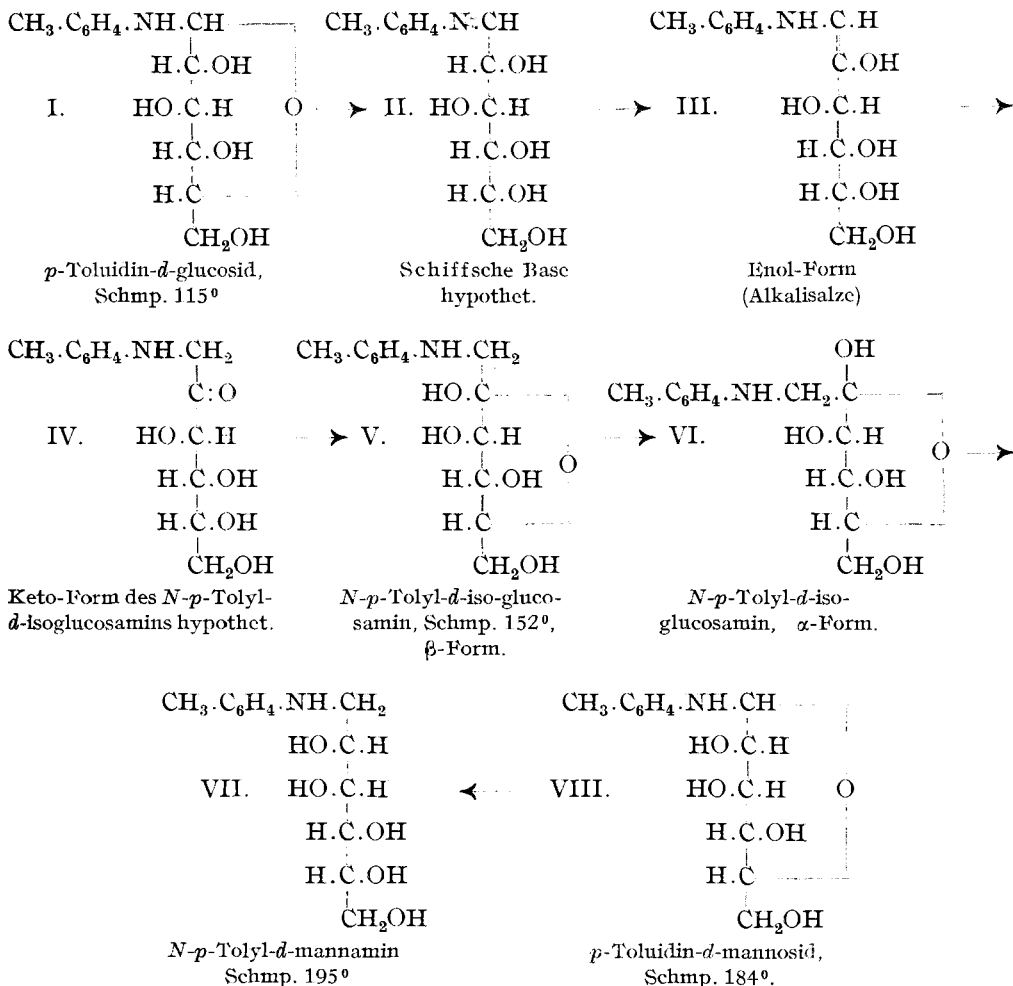 CH₃.C₆H₄.NH.CH CH₃.C₆H₄.N:CH CH₃.C₆H₄.NH.C.H
H.C.OH H.C.OH C.OH
I. HO.C.H O II. HO.C.H III. HO.C.H
H.C.OH H.C.OH H.C.OH
H.C H.C.OH H.C.OH
CH₂OH CH₂OH CH₂OH
p-Toluidin-d-glucosid, Schiffsche Base Enol-Form
Schmp. 115⁰ hypothet. (Alkalisalze)
OH
CH₃.C₆H₄.NH.CH₂ CH₃.C₆H₄.NH.CH₂ CH₃.C₆H₄.NH.CH₂.C
C:O HO.C
IV. HO.C.H V. HO.C.H VI. HO.C.H O
H.C.OH H.C.OH O H.C.OH
H.C.OH H.C H.C
CH₂OH CH₂OH CH₂OH
Keto-Form des N-p-Tolyl- N-p-Tolyl-d-iso-gluco- N-p-Tolyl-d-iso-
d-isoglucosamins hypothet. samin, Schmp. 152⁰, glucosamin, α-Form.
β-Form.
CH₃.C₆H₄.NH.CH₂ CH₃.C₆H₄.NH.CH
HO.C.H HO.C.H
VII. HO.C.H VIII. HO.C.H O
H.C.OH H.C.OH
H.C.OH H.C
CH₂OH CH₂OH
N-p-Tolyl-d-mannamin p-Toluidin-d-mannosid,
Schmp. 195⁰ Schmp. 184⁰.